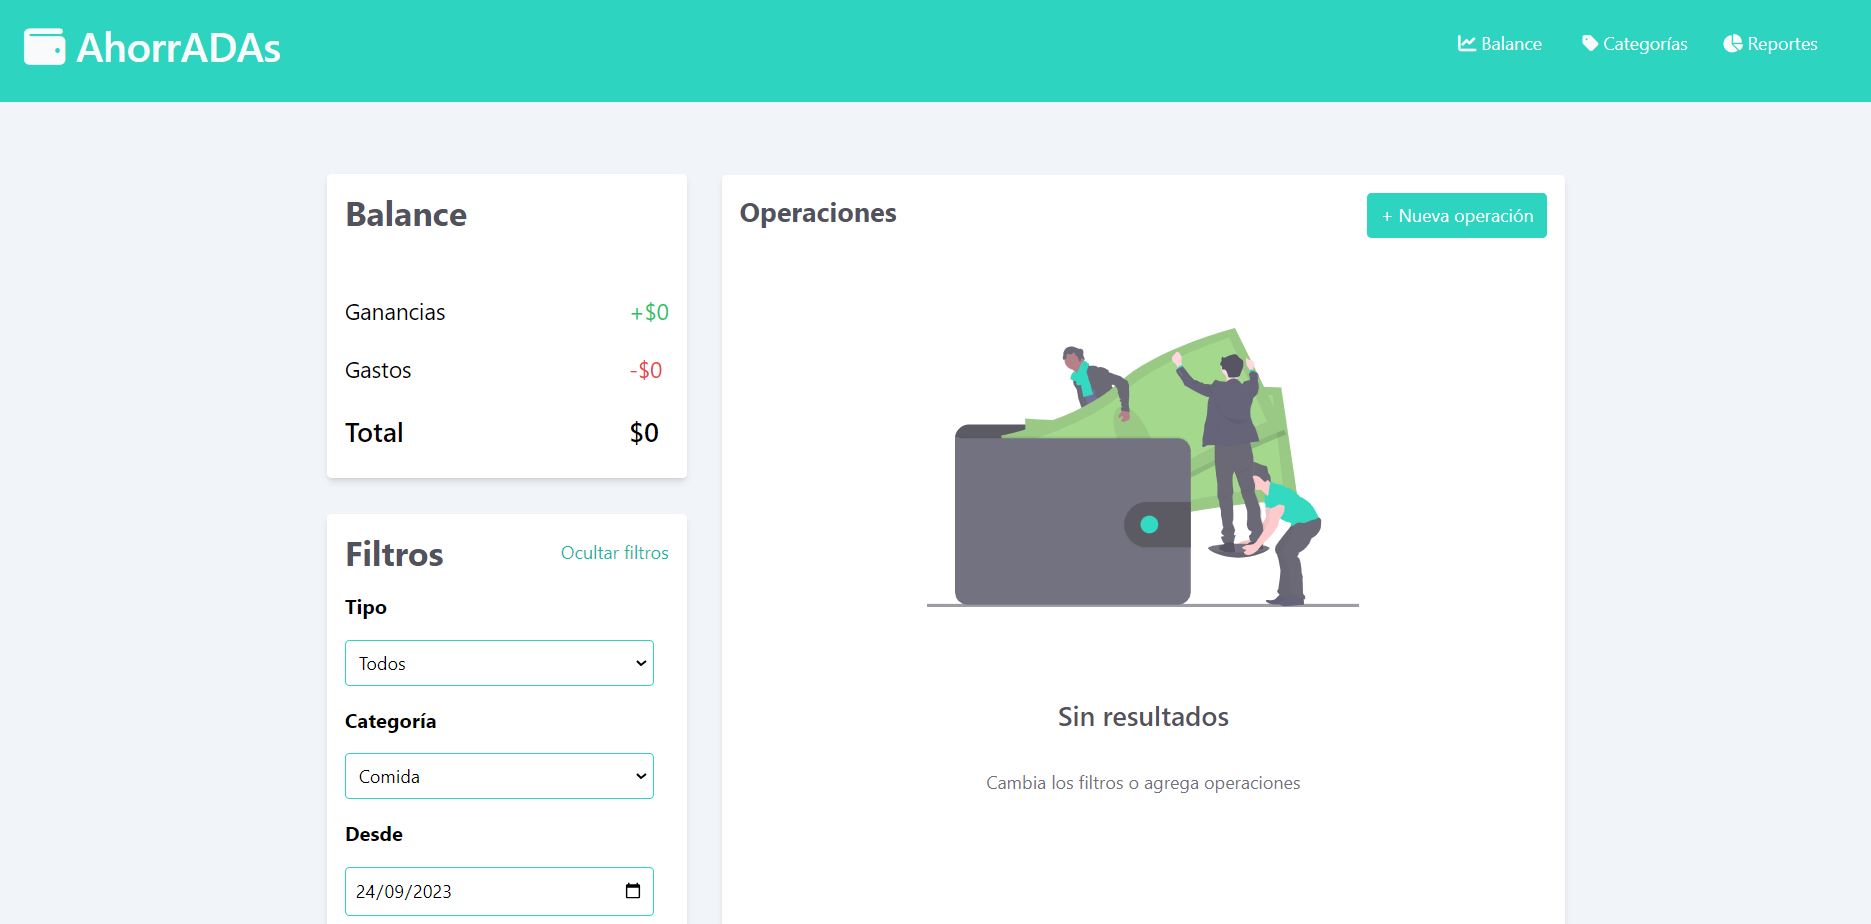 AhorrADAs
Balance
Categorías
Reportes
Balance
Ganancias +$0
Gastos -$0
Total $0
Filtros
Ocultar filtros
Tipo
Todos
Categoría
Comida
Desde
24/09/2023
Operaciones
+ Nueva operación
Sin resultados
Cambia los filtros o agrega operaciones